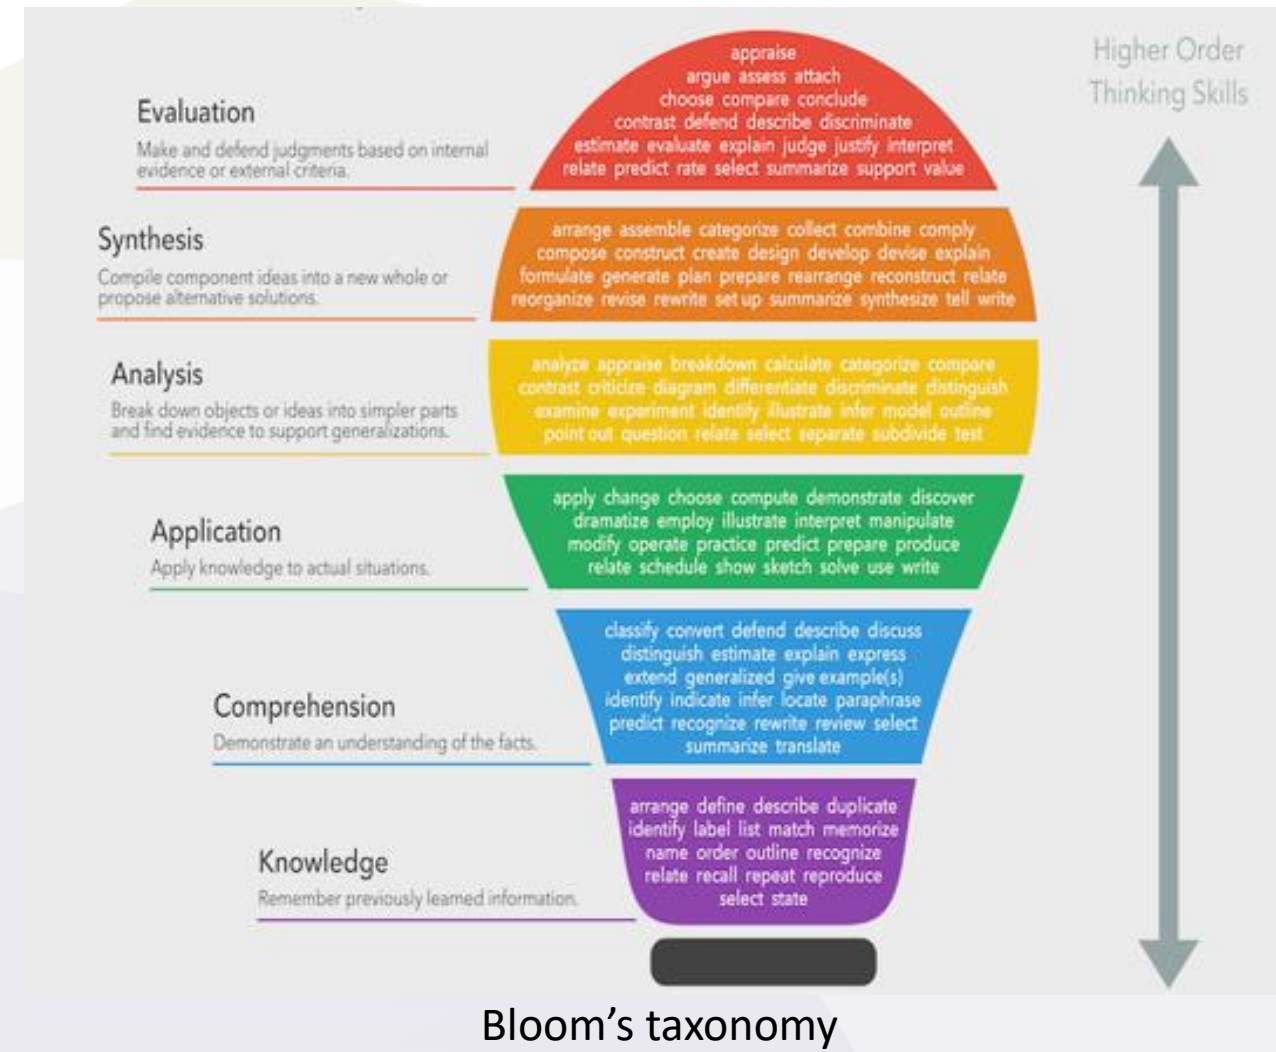 Higher Order
Thinking Skills
Evaluation
Make and defend judgments based on internal
evidence or external criteria.
appraise
argue assess attach
choose compare conclude
contrast defend describe discriminate
estimate evaluate explain judge justify interpret
relate predict rate select summarize support value
Synthesis
Compile component ideas into a new whole or
propose alternative solutions.
arrange assemble categorize collect combine comply
compose construct create design develop devise explain
formulate generate plan prepare rearrange reconstruct relate
reorganize revise rewrite set up summarize synthesize tell write
Analysis
Break down objects or ideas into simpler parts
and find evidence to support generalizations.
analyze appraise breakdown calculate categorize compare
contrast criticize diagram differentiate discriminate distinguish
examine experiment identify illustrate infer model outline
point out question relate select separate subdivide test
Application
Apply knowledge to actual situations.
apply change choose compute demonstrate discover
dramatize employ illustrate interpret manipulate
modify operate practice predict prepare produce
relate schedule show sketch solve use write
Comprehension
Demonstrate an understanding of the facts.
classify convert defend describe discuss
distinguish estimate explain express
extend generalized give example(s)
identify indicate infer locate paraphrase
predict recognize rewrite review select
summarize translate
Knowledge
Remember previously learned information.
arrange define describe duplicate
identify label list match memorize
name order outline recognize
relate recall repeat reproduce
select state
Bloom’s taxonomy